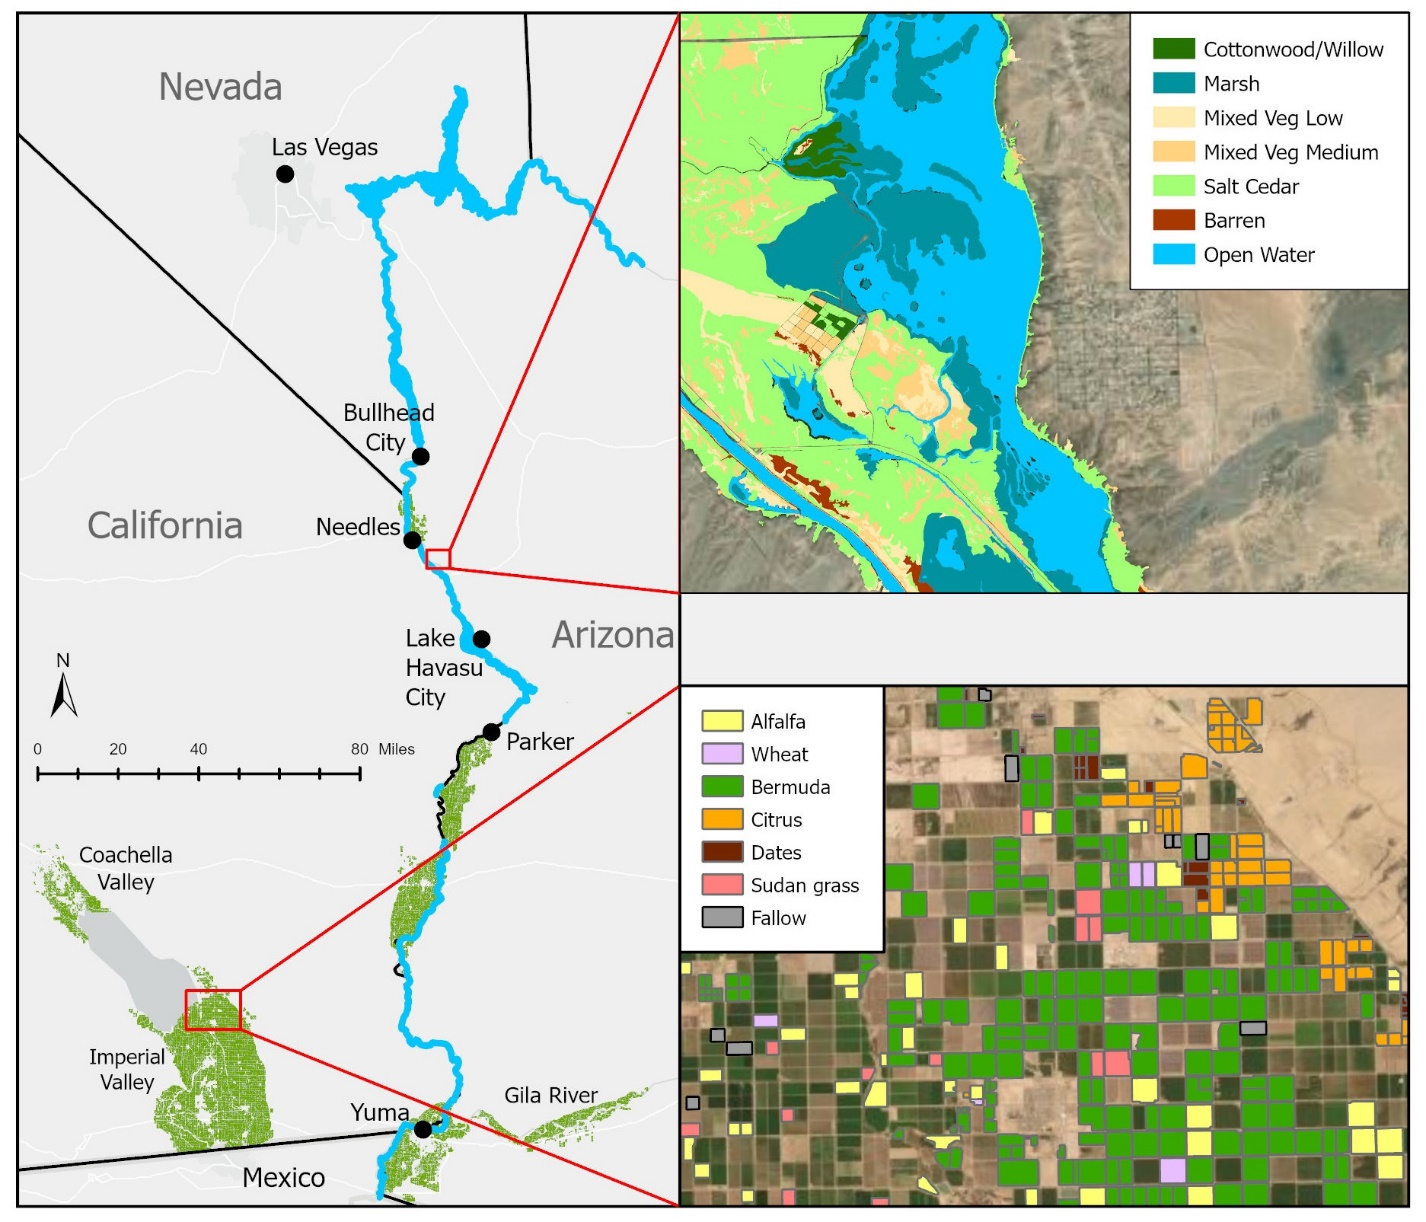 Nevada
Las Vegas
Bullhead
City
California
Needles
Arizona
Lake
Havasu
City
N
0 20 40 80 Miles
Parker
Coachella
Valley
Imperial
Valley
Gila River
Yuma
Mexico
Cottonwood/Willow
Marsh
Mixed Veg Low
Mixed Veg Medium
Salt Cedar
Barren
Open Water
Alfalfa
Wheat
Bermuda
Citrus
Dates
Sudan grass
Fallow